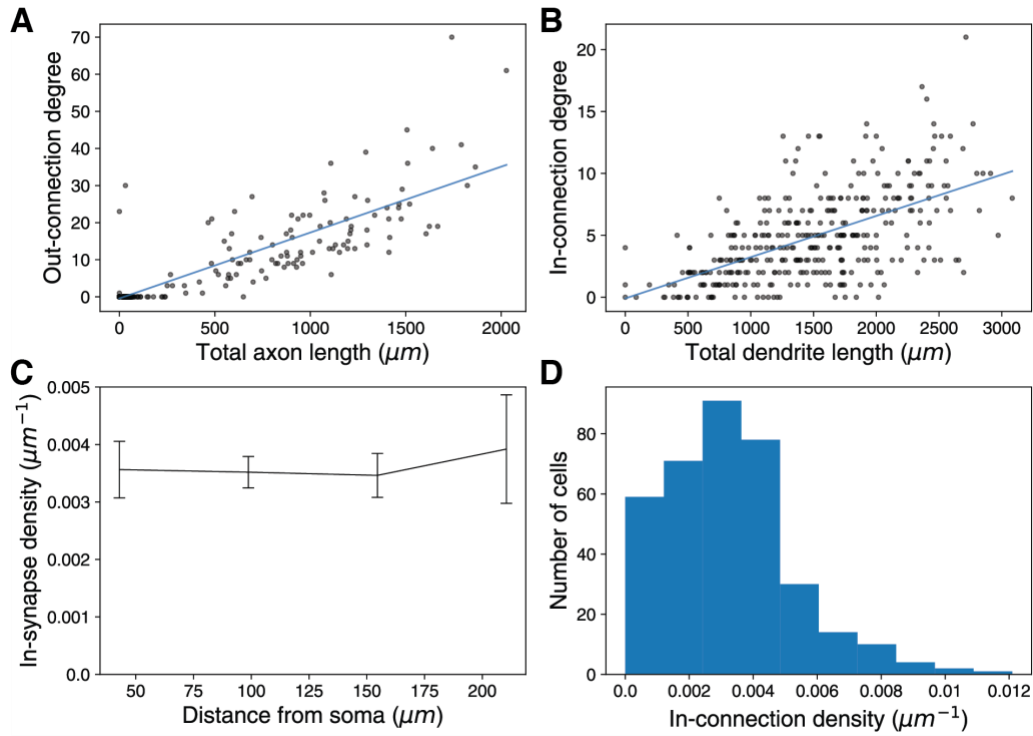 A
Out-connection degree
70
60
50
40
30
20
10
0
0 500 1000 1500 2000
Total axon length (μm)
B
In-connection degree
20
15
10
5
0
0 500 1000 1500 2000 2500 3000
Total dendrite length (μm)
C
In-synapse density (μm⁻¹)
0.005
0.004
0.003
0.002
0.001
0.0
50 75 100 125 150 175 200
Distance from soma (μm)
D
Number of cells
80
60
40
20
0
0.0 0.002 0.004 0.006 0.008 0.01 0.012
In-connection density (μm⁻¹)